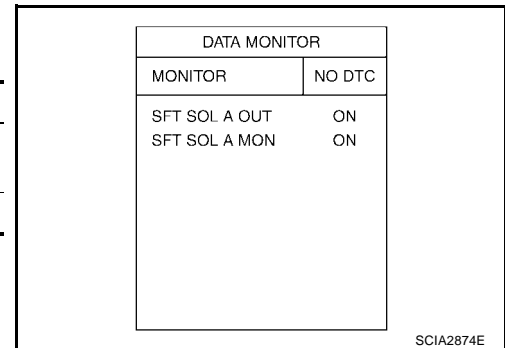 DATA MONITOR
MONITOR NO DTC
SFT SOL A OUT ON
SFT SOL A MON ON
SCIA2874E